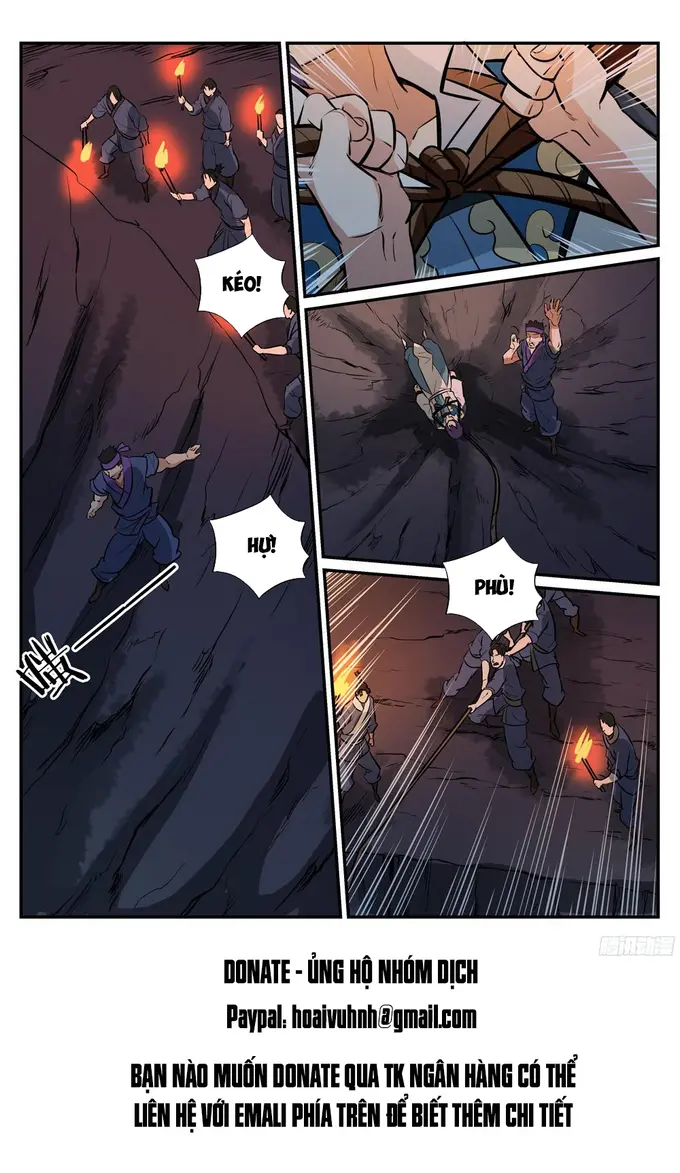 KÉO!
HỰ!
PHÙ!
DONATE - ỦNG HỘ NHÓM DỊCH
Paypal: hoaivuhnh@gmail.com
BẠN NÀO MUỐN DONATE QUA TK NGÂN HÀNG CÓ THỂ
LIÊN HỆ VỚI EMALI PHÍA TRÊN ĐỂ BIẾT THÊM CHI TIẾT